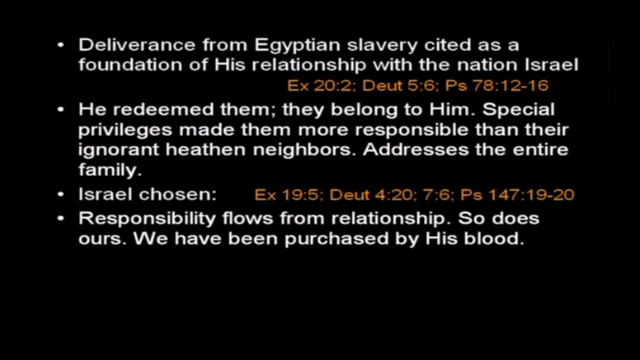 • Deliverance from Egyptian slavery cited as a
foundation of His relationship with the nation Israel
Ex 20:2; Deut 5:6; Ps 78:12-16
• He redeemed them; they belong to Him. Special
privileges made them more responsible than their
ignorant heathen neighbors. Addresses the entire
family.
• Israel chosen: Ex 19:5; Deut 4:20; 7:6; Ps 147:19-20
• Responsibility flows from relationship. So does
ours. We have been purchased by His blood.